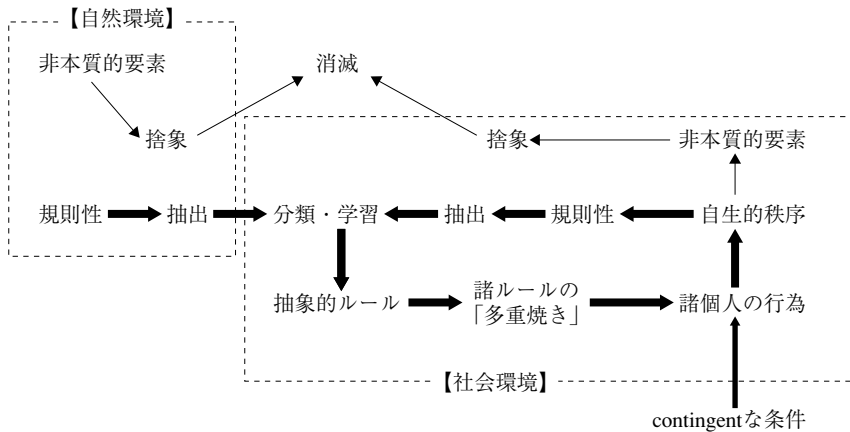 【自然環境】
非本質的要素
消滅
捨象
捨象
非本質的要素
規則性
抽出
分類・学習
抽出
規則性
自生的秩序
抽象的ルール
諸ルールの
「多重焼き」
諸個人の行為
【社会環境】
contingentな条件